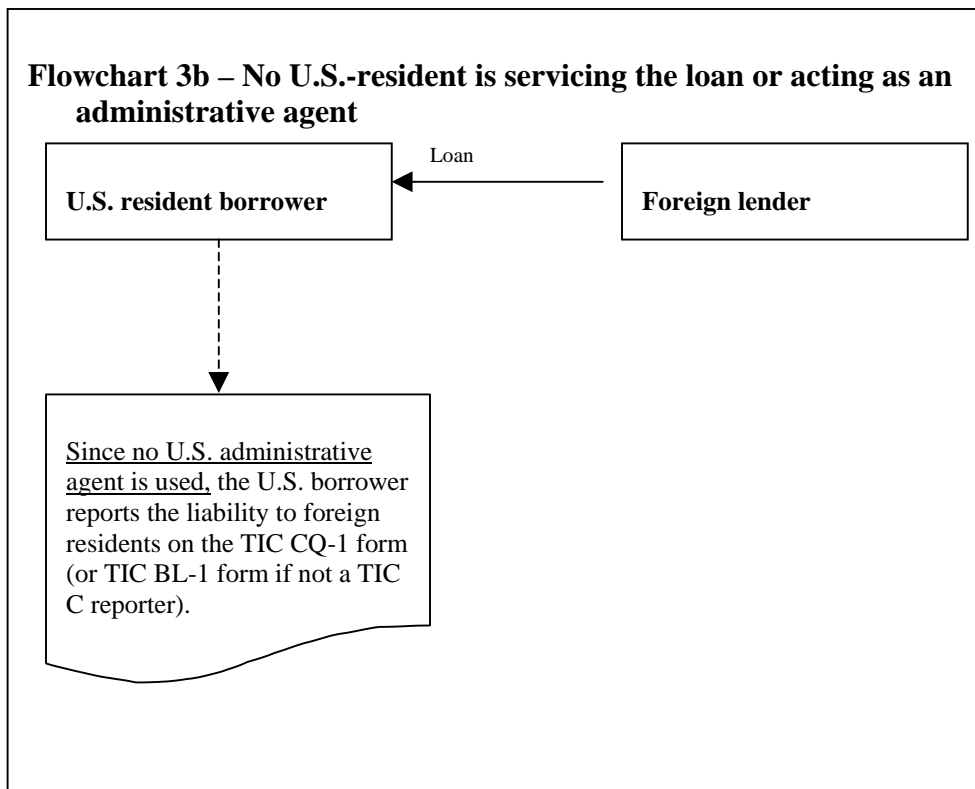 Flowchart 3b – No U.S.-resident is servicing the loan or acting as an
administrative agent
Loan
U.S. resident borrower
Foreign lender
Since no U.S. administrative
agent is used, the U.S. borrower
reports the liability to foreign
residents on the TIC CQ-1 form
(or TIC BL-1 form if not a TIC
C reporter).